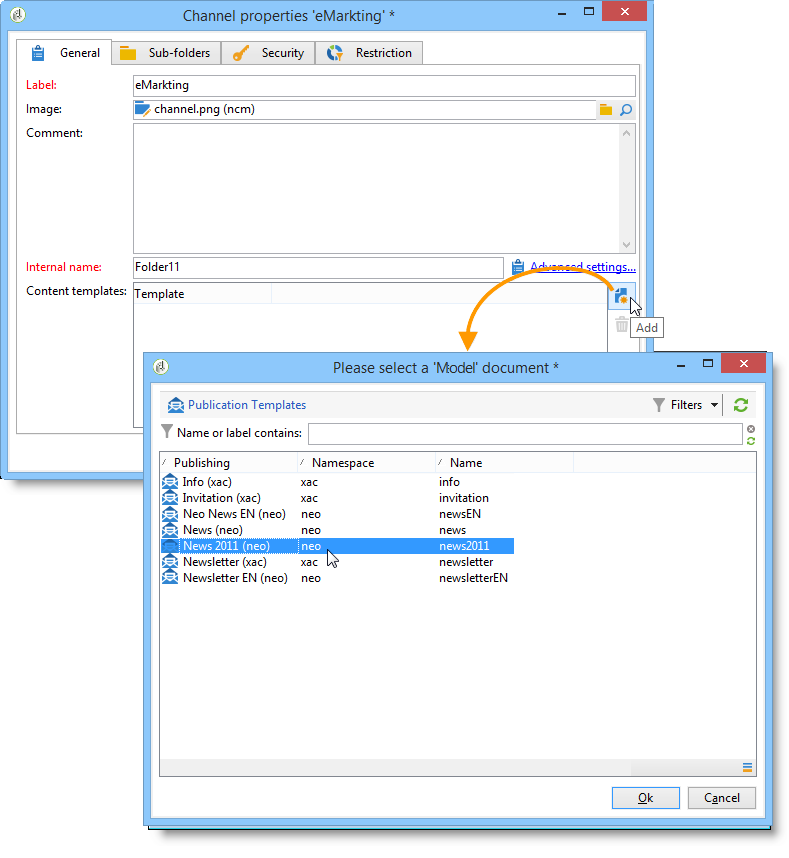 Channel properties 'eMarkting' *
General Sub-folders Security Restriction
Label: eMarkting
Image: channel.png (ncm)
Comment:
Internal name: Folder11 Advanced settings...
Content templates: Template
Add
Please select a 'Model' document *
Publication Templates Filters
Name or label contains:
Publishing Namespace Name
Info (xac) xac info
Invitation (xac) xac invitation
Neo News EN (neo) neo newsEN
News (neo) neo news
News 2011 (neo) neo news2011
Newsletter (xac) xac newsletter
Newsletter EN (neo) neo newsletterEN
Ok Cancel